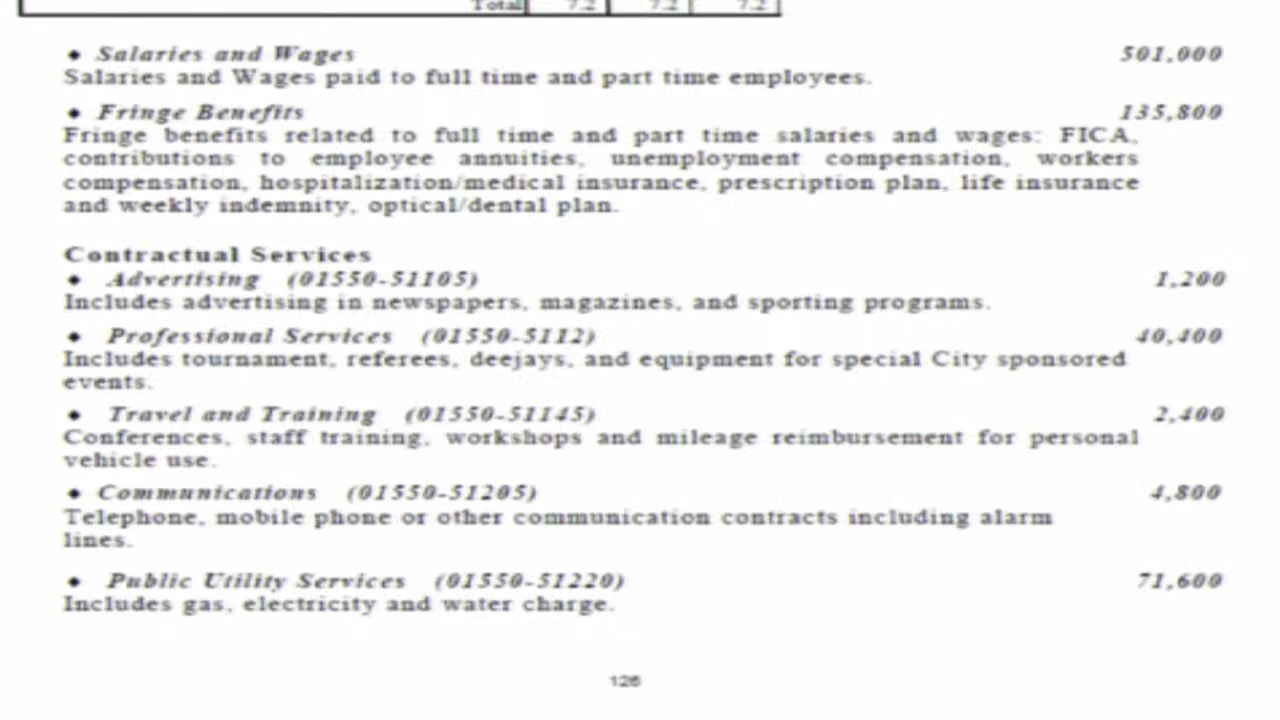 Total 7.2 7.2 7.2
♦ Salaries and Wages 501,000
Salaries and Wages paid to full time and part time employees.
♦ Fringe Benefits 135,800
Fringe benefits related to full time and part time salaries and wages: FICA,
contributions to employee annuities, unemployment compensation, workers
compensation, hospitalization/medical insurance, prescription plan, life insurance
and weekly indemnity, optical/dental plan.
Contractual Services
♦ Advertising (01550-51105) 1,200
Includes advertising in newspapers, magazines, and sporting programs.
♦ Professional Services (01550-5112) 40,400
Includes tournament, referees, deejays, and equipment for special City sponsored
events.
♦ Travel and Training (01550-51145) 2,400
Conferences, staff training, workshops and mileage reimbursement for personal
vehicle use.
♦ Communications (01550-51205) 4,800
Telephone, mobile phone or other communication contracts including alarm
lines.
♦ Public Utility Services (01550-51220) 71,600
Includes gas, electricity and water charge.
126